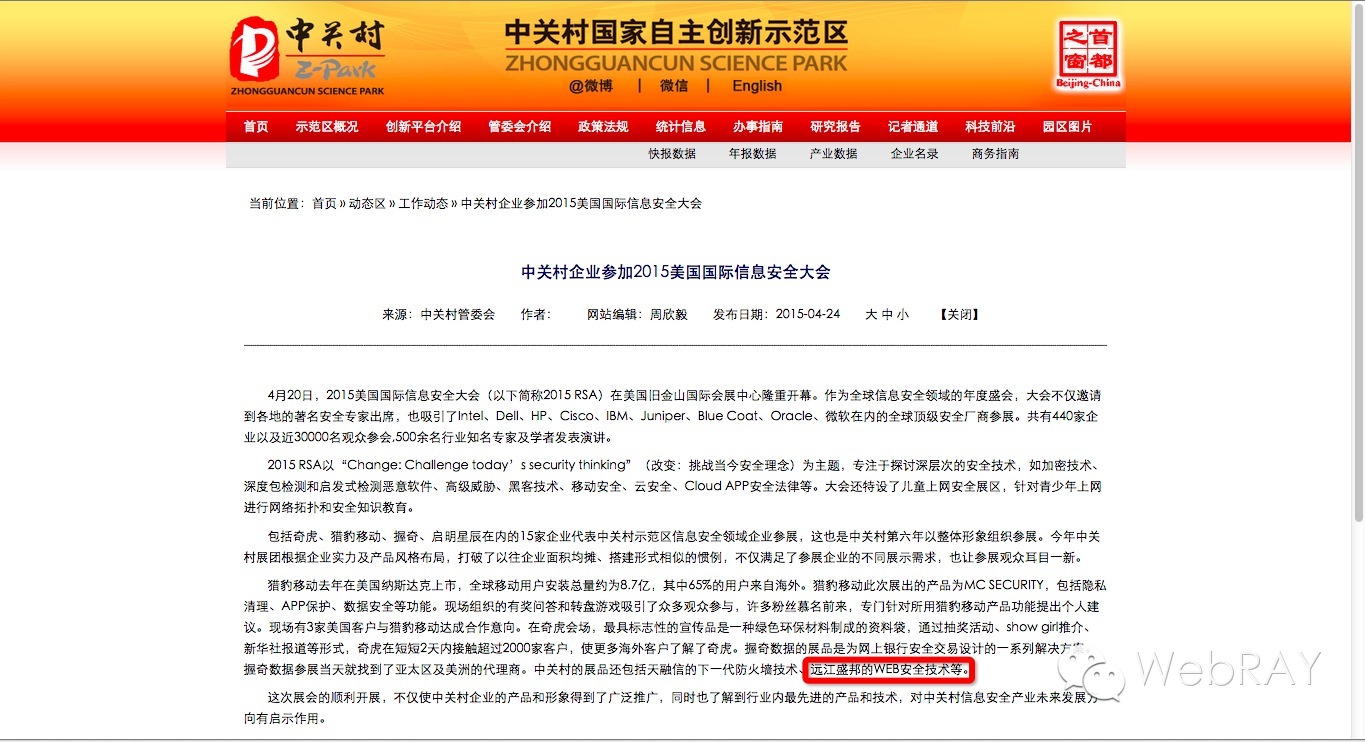 中关村
Z-Park
ZHONGGUANCUN SCIENCE PARK
中关村国家自主创新示范区
ZHONGGUANCUN SCIENCE PARK
@微博 | 微信 | English
首都之窗
Beijing-China
首页 示范区概况 创新平台介绍 管委会介绍 政策法规 统计信息 办事指南 研究报告 记者通道 科技前沿 园区图片
快报数据 年报数据 产业数据 企业名录 商务指南
当前位置：首页 » 动态区 » 工作动态 » 中关村企业参加2015美国国际信息安全大会
中关村企业参加2015美国国际信息安全大会
来源：中关村管委会 作者： 网站编辑：周欣毅 发布日期：2015-04-24 大 中 小 【关闭】
4月20日，2015美国国际信息安全大会（以下简称2015 RSA）在美国旧金山国际会展中心隆重开幕。作为全球信息安全领域的年度盛会，大会不仅邀请
到各地的著名安全专家出席，也吸引了Intel、Dell、HP、Cisco、IBM、Juniper、Blue Coat、Oracle、微软在内的全球顶级安全厂商参展。共有440家企
业以及近30000名观众参会,500余名行业知名专家及学者发表演讲。
2015 RSA以“Change: Challenge today’s security thinking”（改变：挑战当今安全理念）为主题，专注于探讨深层次的安全技术，如加密技术、
深度包检测和启发式检测恶意软件、高级威胁、黑客技术、移动安全、云安全、Cloud APP安全法律等。大会还特设了儿童上网安全展区，针对青少年上网
进行网络拓扑和安全知识教育。
包括奇虎、猎豹移动、握奇、启明星辰在内的15家企业代表中关村示范区信息安全领域企业参展，这也是中关村第六年以整体形象组织参展。今年中关
村展团根据企业实力及产品风格布局，打破了以往企业面积均摊、搭建形式相似的惯例，不仅满足了参展企业的不同展示需求，也让参展观众耳目一新。
猎豹移动去年在美国纳斯达克上市，全球移动用户安装总量约为8.7亿，其中65%的用户来自海外。猎豹移动此次展出的产品为MC SECURITY，包括隐私
清理、APP保护、数据安全等功能。现场组织的有奖问答和转盘游戏吸引了众多观众参与，许多粉丝慕名前来，专门针对所用猎豹移动产品功能提出个人建
议。现场有3家美国客户与猎豹移动达成合作意向。在奇虎会场，最具标志性的宣传品是一种绿色环保材料制成的资料袋，通过抽奖活动、show girl推介、
新华社报道等形式，奇虎在短短2天内接触超过2000家客户，使更多海外客户了解了奇虎。握奇数据的展品是为网上银行安全交易设计的一系列解决方案。
握奇数据参展当天就找到了亚太区及美洲的代理商。中关村的展品还包括天融信的下一代防火墙技术、远江盛邦的WEB安全技术等。
这次展会的顺利开展，不仅使中关村企业的产品和形象得到了广泛推广，同时也了解到行业内最先进的产品和技术，对中关村信息安全产业未来发展方
向有启示作用。
WebRAY